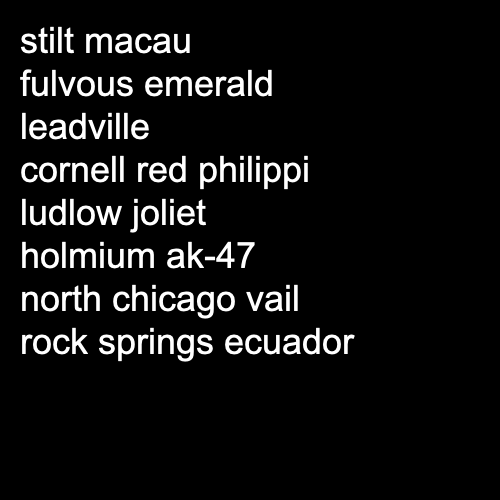 stilt macau
fulvous emerald
leadville
cornell red philippi
ludlow joliet
holmium ak-47
north chicago vail
rock springs ecuador